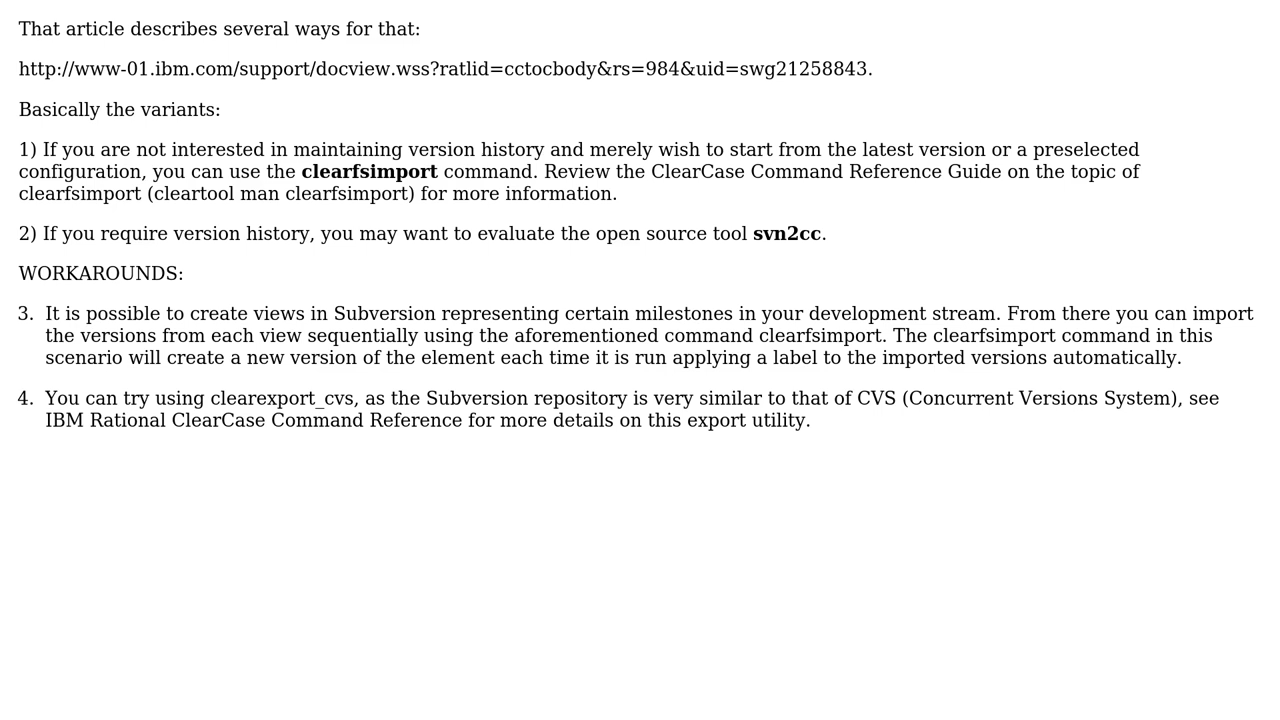 That article describes several ways for that:
http://www-01.ibm.com/support/docview.wss?ratlid=cctocbody&rs=984&uid=swg21258843.
Basically the variants:
1) If you are not interested in maintaining version history and merely wish to start from the latest version or a preselected
configuration, you can use the clearfsimport command. Review the ClearCase Command Reference Guide on the topic of
clearfsimport (cleartool man clearfsimport) for more information.
2) If you require version history, you may want to evaluate the open source tool svn2cc.
WORKAROUNDS:
3. It is possible to create views in Subversion representing certain milestones in your development stream. From there you can import
the versions from each view sequentially using the aforementioned command clearfsimport. The clearfsimport command in this
scenario will create a new version of the element each time it is run applying a label to the imported versions automatically.
4. You can try using clearexport_cvs, as the Subversion repository is very similar to that of CVS (Concurrent Versions System), see
IBM Rational ClearCase Command Reference for more details on this export utility.